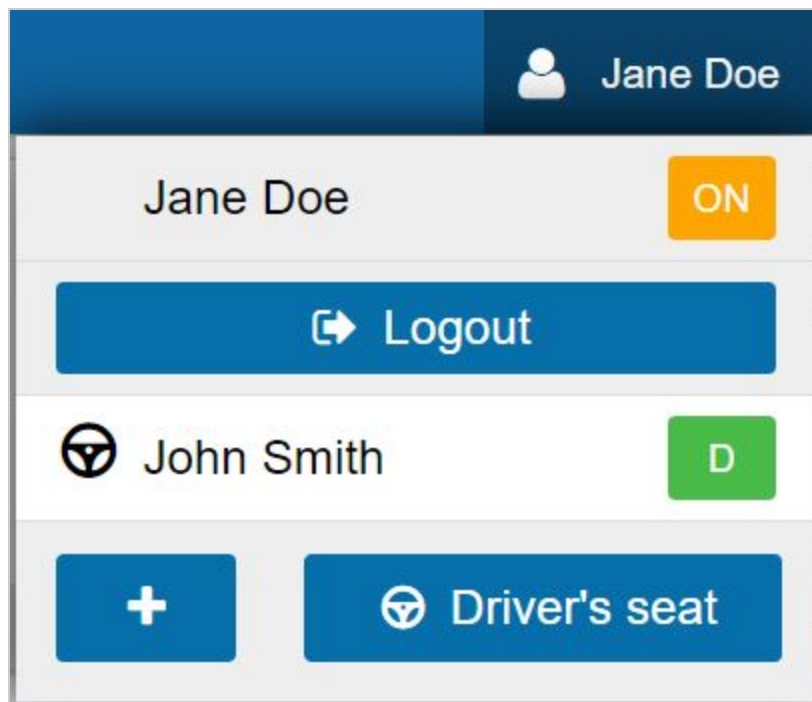 Jane Doe
Jane Doe ON
Logout
John Smith D
Driver's seat